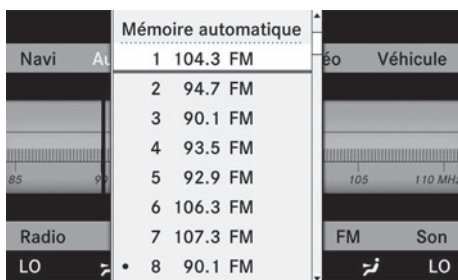 Mémoire automatique
Navi Au éo Véhicule
1 104.3 FM
2 94.7 FM
3 90.1 FM
4 93.5 FM
5 92.9 FM
85 105 110 MHz
6 106.3 FM
Radio 7 107.3 FM FM Son
LO • 8 90.1 FM LO